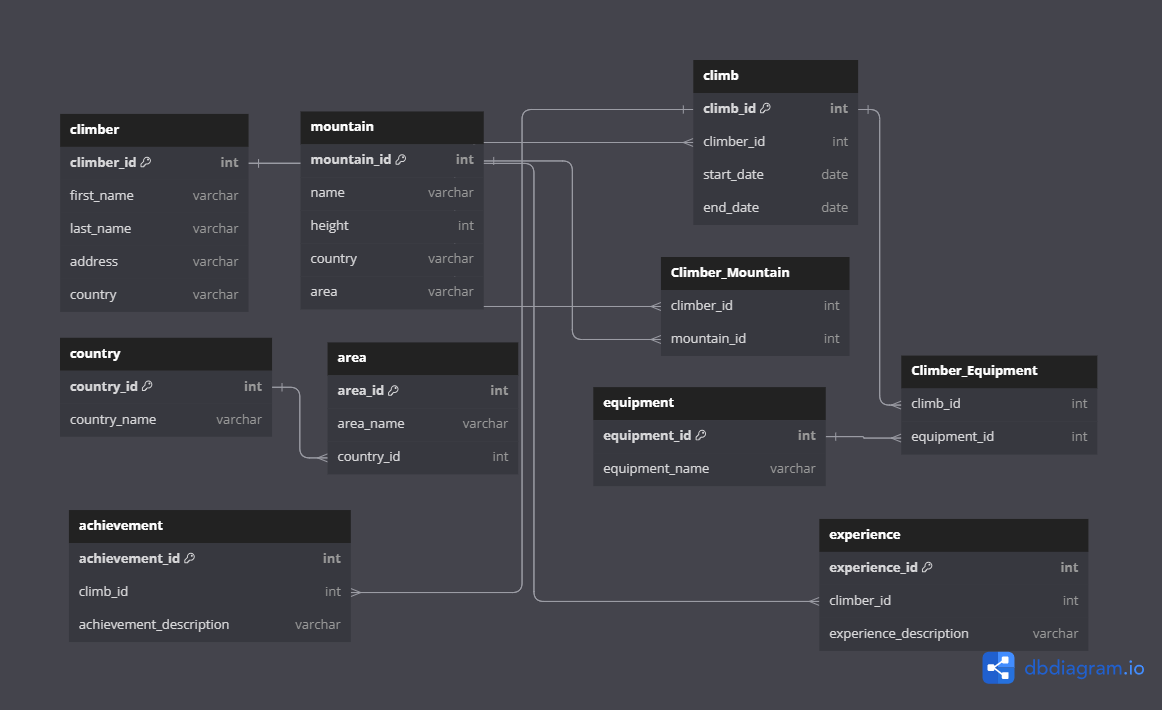 climber
climber_id int
first_name varchar
last_name varchar
address varchar
country varchar
mountain
mountain_id int
name varchar
height int
country varchar
area varchar
climb
climb_id int
climber_id int
start_date date
end_date date
Climber_Mountain
climber_id int
mountain_id int
country
country_id int
country_name varchar
area
area_id int
area_name varchar
country_id int
equipment
equipment_id int
equipment_name varchar
Climber_Equipment
climb_id int
equipment_id int
achievement
achievement_id int
climb_id int
achievement_description varchar
experience
experience_id int
climber_id int
experience_description varchar
dbdiagram.io